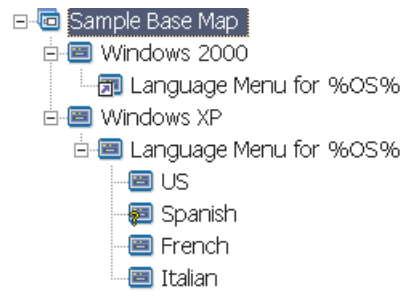 Sample Base Map
Windows 2000
Language Menu for %OS%
Windows XP
Language Menu for %OS%
US
Spanish
French
Italian